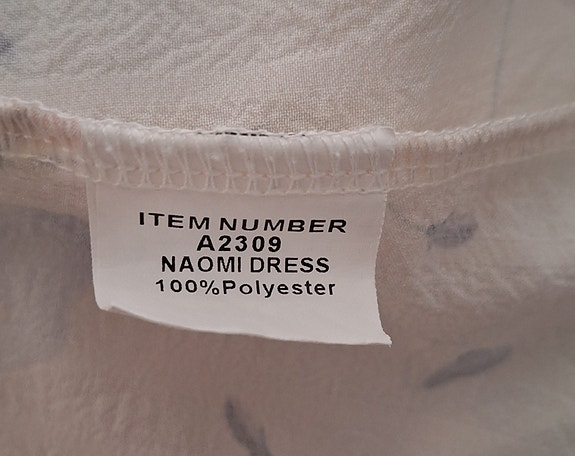 ITEM NUMBER
A2309
NAOMI DRESS
100%Polyester